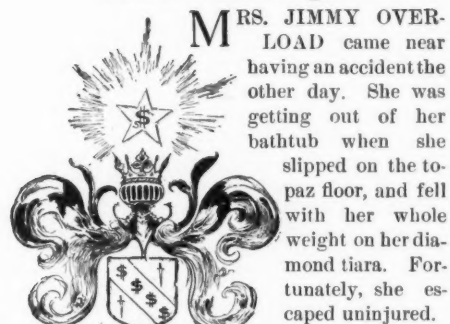 MRS. JIMMY OVER-
LOAD came near
having an accident the
other day. She was
getting out of her
bathtub when she
slipped on the to-
paz floor, and fell
with her whole
weight on her dia-
mond tiara. For-
tunately, she es-
caped uninjured.
$
$ $ $ $ $